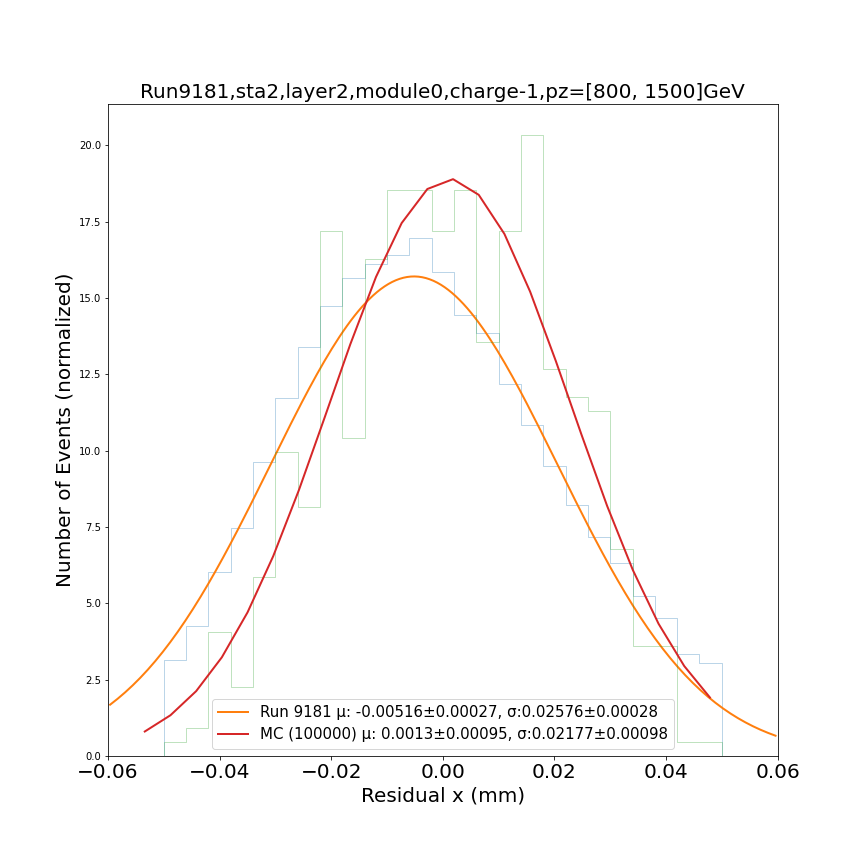 Run9181,sta2,layer2,module0,charge-1,pz=[800, 1500]GeV
Number of Events (normalized)
20.0
17.5
15.0
12.5
10.0
7.5
5.0
2.5
0.0
Run 9181 μ: -0.00516±0.00027, σ:0.02576±0.00028
MC (100000) μ: 0.0013±0.00095, σ:0.02177±0.00098
−0.06 −0.04 −0.02 0.00 0.02 0.04 0.06
Residual x (mm)